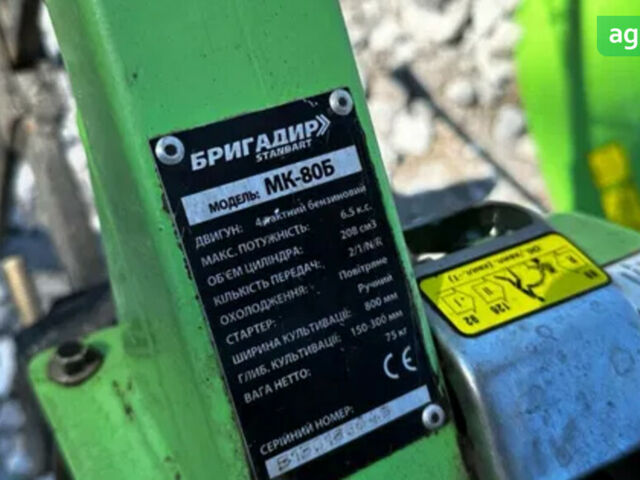 ag
БРИГАДИР
STANDART
МОДЕЛЬ: МК-80Б
ДВИГУН: 4-тактний бензиновий
МАКС. ПОТУЖНІСТЬ: 6.5 к.с.
ОБ'ЄМ ЦИЛІНДРА: 208 см3
КІЛЬКІСТЬ ПЕРЕДАЧ: 2/1/N/R
ОХОЛОДЖЕННЯ: Повітряне
СТАРТЕР: Ручний
ШИРИНА КУЛЬТИВАЦІЇ: 800 мм
ГЛИБ. КУЛЬТИВАЦІЇ: 150-300 мм
ВАГА НЕТТО: 75 кг
CE
СЕРІЙНИЙ НОМЕР: